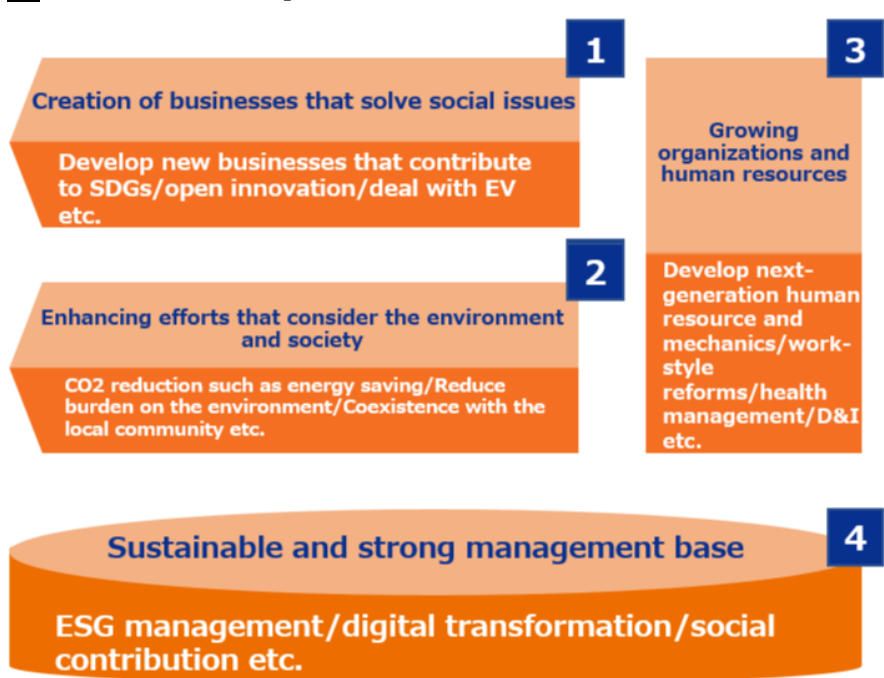 1
Creation of businesses that solve social issues
Develop new businesses that contribute
to SDGs/open innovation/deal with EV
etc.
2
Enhancing efforts that consider the environment
and society
CO2 reduction such as energy saving/Reduce
burden on the environment/Coexistence with the
local community etc.
3
Growing
organizations and
human resources
Develop next-
generation human
resource and
mechanics/work-
style
reforms/health
management/D&I
etc.
4
Sustainable and strong management base
ESG management/digital transformation/social
contribution etc.